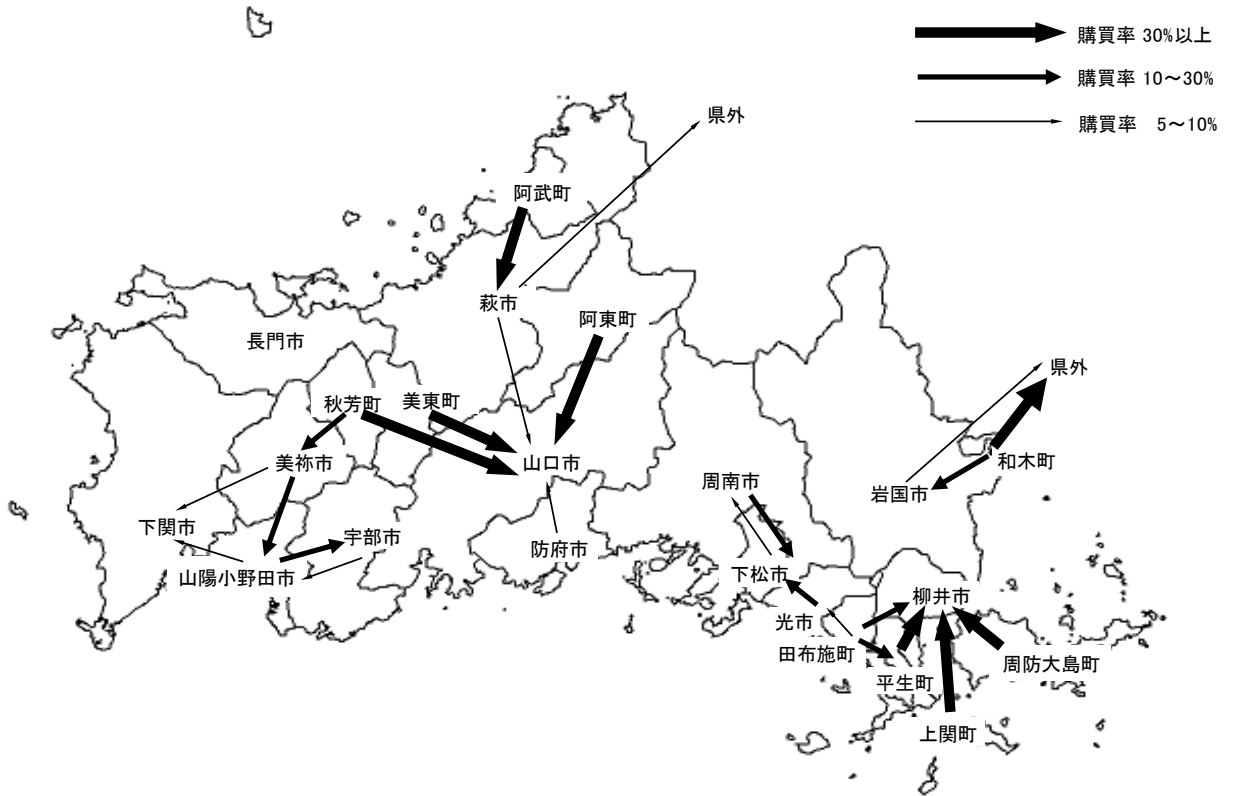 購買率 30%以上
購買率 10～30%
購買率 5～10%
県外
阿武町
萩市
阿東町
長門市
県外
秋芳町
美東町
美祢市
山口市
和木町
周南市
岩国市
下関市
宇部市
防府市
山陽小野田市
下松市
柳井市
光市
田布施町
周防大島町
平生町
上関町